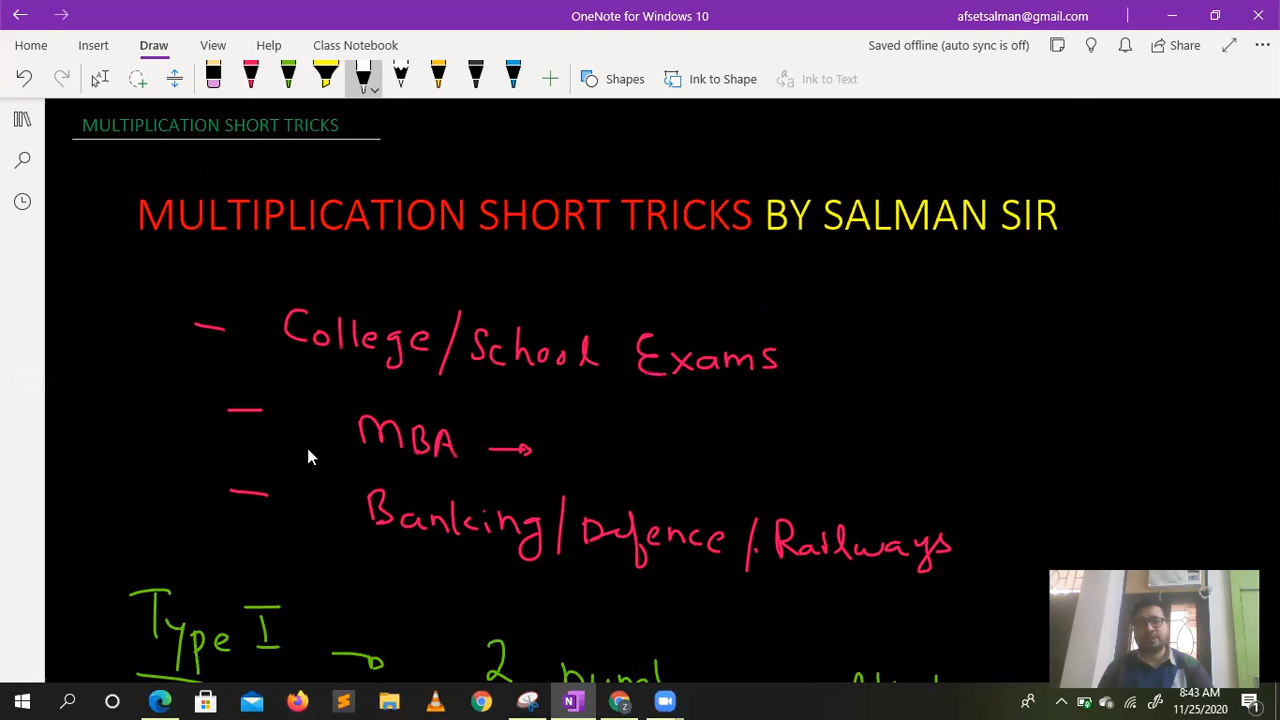 OneNote for Windows 10
afsetsalman@gmail.com
Home Insert Draw View Help Class Notebook
Saved offline (auto sync is off) Share
Shapes Ink to Shape Ink to Text
MULTIPLICATION SHORT TRICKS
MULTIPLICATION SHORT TRICKS BY SALMAN SIR
– College/School Exams
– MBA →
– Banking/Defence/Railways
Type I → 2
8:43 AM
11/25/2020